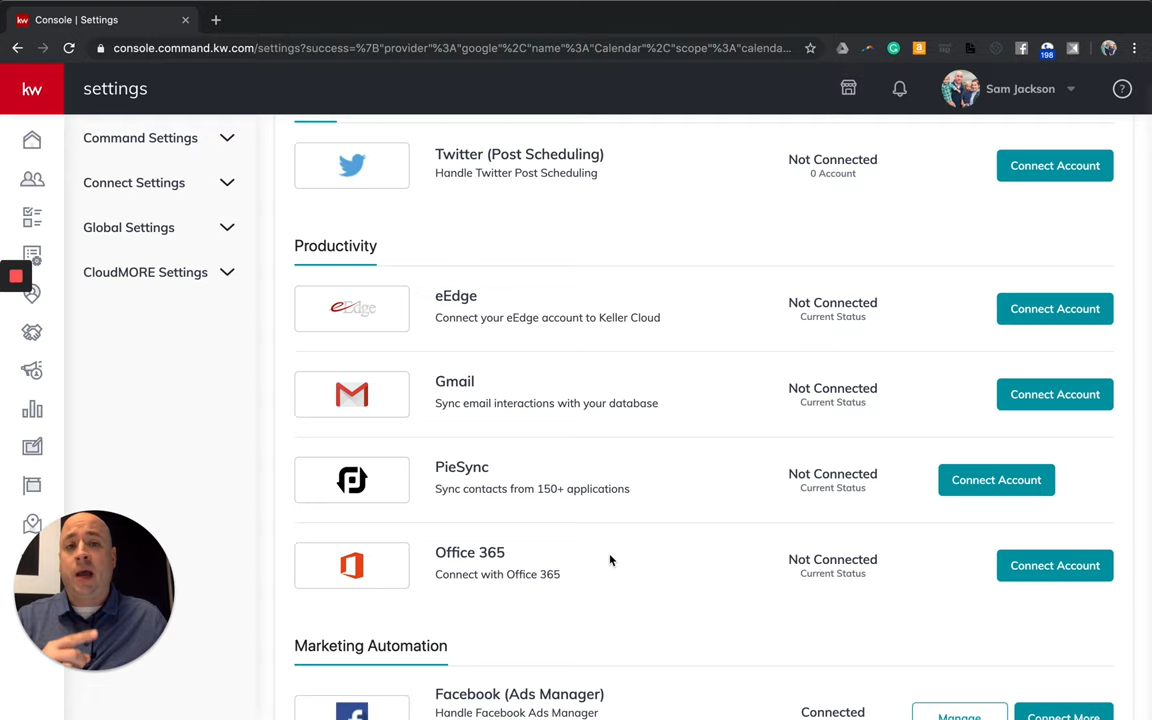 kw Console | Settings
console.command.kw.com/settings?success=%7B"provider"%3A"google"%2C"name"%3A"Calendar"%2C"scope"%3A"calenda...
198
kw settings Sam Jackson
Command Settings
Connect Settings
Global Settings
CloudMORE Settings
Twitter (Post Scheduling)
Handle Twitter Post Scheduling
Not Connected
0 Account
Connect Account
Productivity
eEdge
eEdge
Connect your eEdge account to Keller Cloud
Not Connected
Current Status
Connect Account
Gmail
Sync email interactions with your database
Not Connected
Current Status
Connect Account
PieSync
Sync contacts from 150+ applications
Not Connected
Current Status
Connect Account
Office 365
Connect with Office 365
Not Connected
Current Status
Connect Account
Marketing Automation
Facebook (Ads Manager)
Handle Facebook Ads Manager
Connected
Manage
Connect More